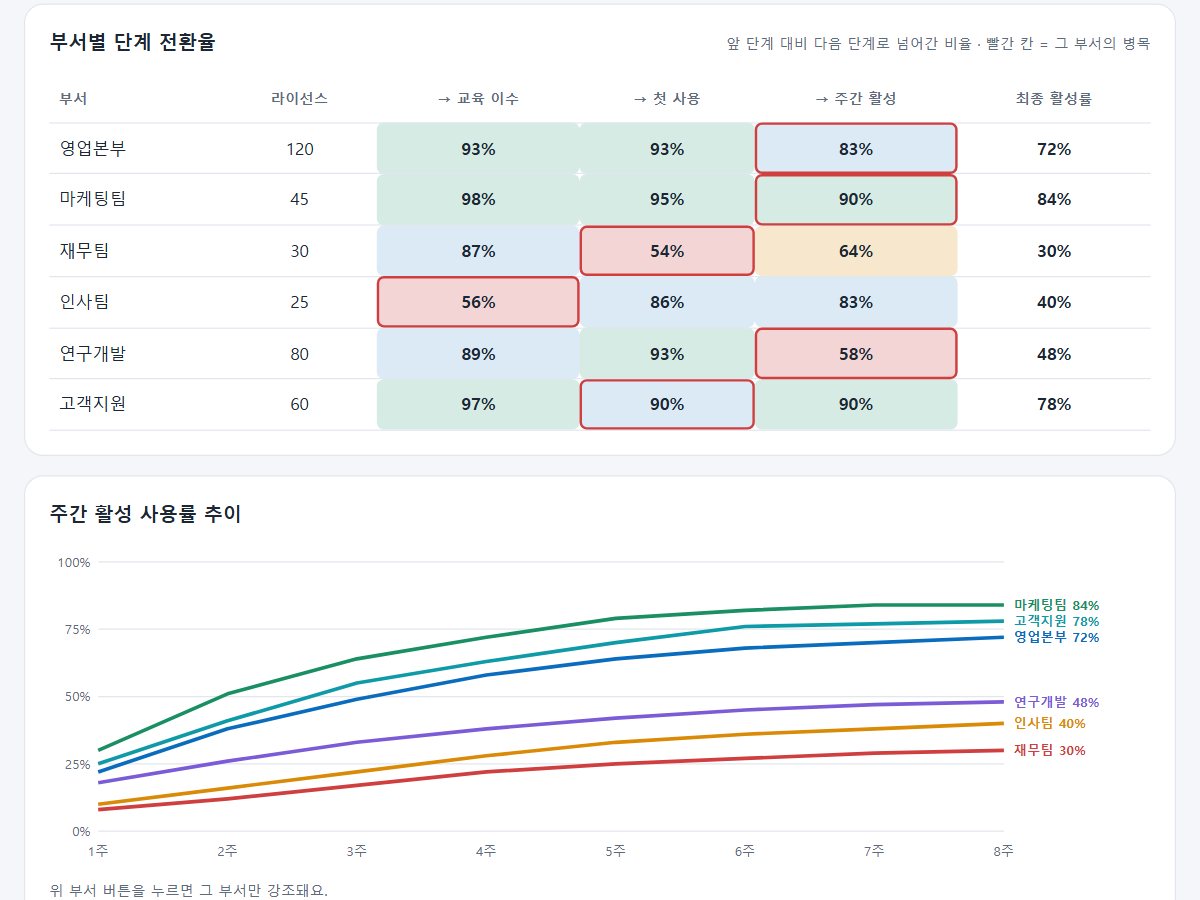 부서별 단계 전환율
앞 단계 대비 다음 단계로 넘어간 비율 · 빨간 칸 = 그 부서의 병목
부서 라이선스 → 교육 이수 → 첫 사용 → 주간 활성 최종 활성률
영업본부 120 93% 93% 83% 72%
마케팅팀 45 98% 95% 90% 84%
재무팀 30 87% 54% 64% 30%
인사팀 25 56% 86% 83% 40%
연구개발 80 89% 93% 58% 48%
고객지원 60 97% 90% 90% 78%
주간 활성 사용률 추이
100%
75%
50%
25%
0%
마케팅팀 84%
고객지원 78%
영업본부 72%
연구개발 48%
인사팀 40%
재무팀 30%
1주 2주 3주 4주 5주 6주 7주 8주
위 부서 버튼을 누르면 그 부서만 강조돼요.